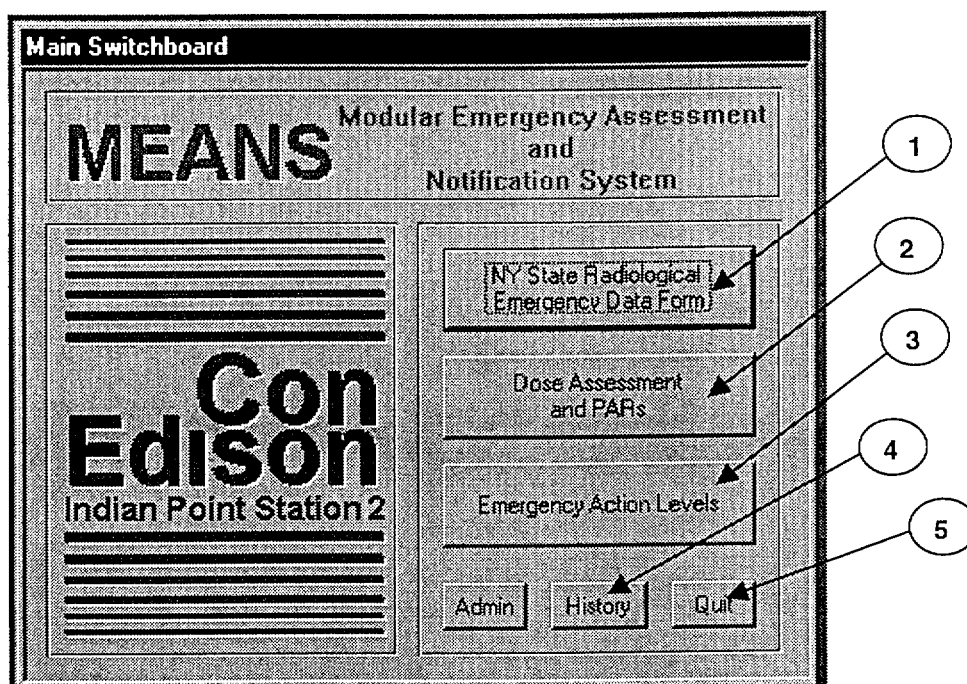 Main Switchboard
MEANS
Modular Emergency Assessment
and
Notification System
Con
Edison
Indian Point Station 2
NY State Radiological
Emergency Data Form
Dose Assessment
and PARs
Emergency Action Levels
Admin
History
Quit
1
2
3
4
5